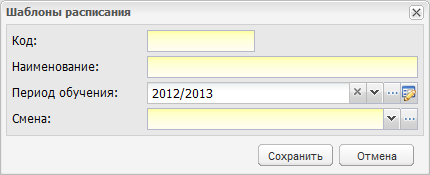 Шаблоны расписания
Код:
Наименование:
Период обучения: 2012/2013
Смена:
Сохранить Отмена